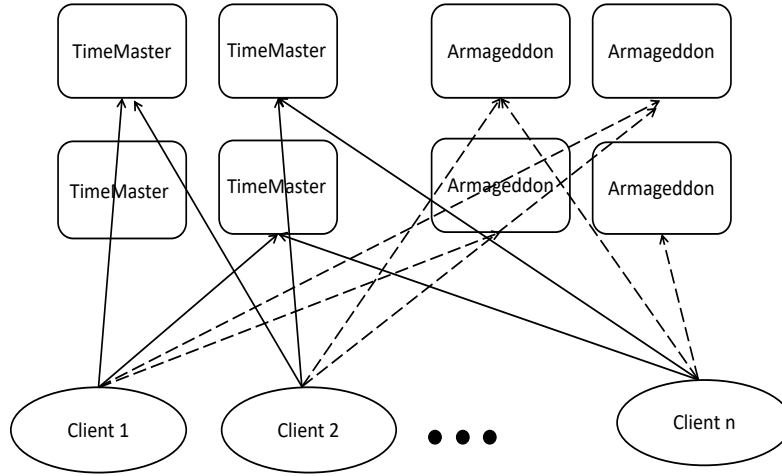 TimeMaster
TimeMaster
Armageddon
Armageddon
TimeMaster
TimeMaster
Armageddon
Armageddon
Client 1
Client 2
Client n